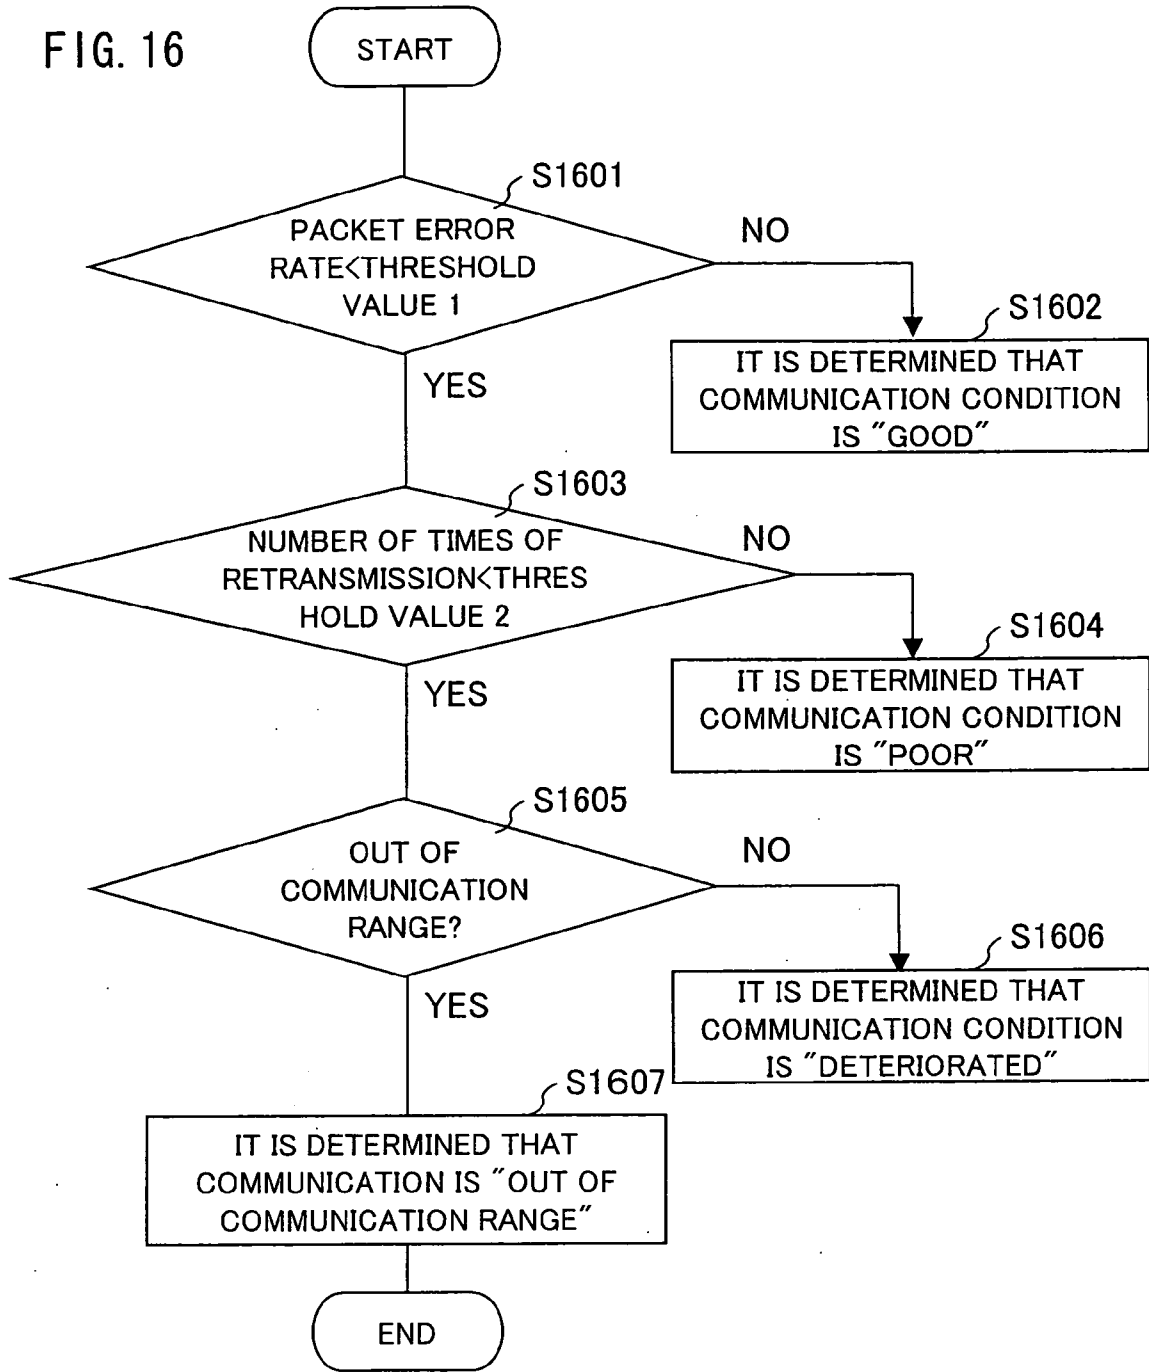 FIG. 16
START
S1601
PACKET ERROR
RATE<THRESHOLD
VALUE 1
NO
YES
S1602
IT IS DETERMINED THAT
COMMUNICATION CONDITION
IS "GOOD"
S1603
NUMBER OF TIMES OF
RETRANSMISSION<THRES
HOLD VALUE 2
NO
YES
S1604
IT IS DETERMINED THAT
COMMUNICATION CONDITION
IS "POOR"
S1605
OUT OF
COMMUNICATION
RANGE?
NO
YES
S1606
IT IS DETERMINED THAT
COMMUNICATION CONDITION
IS "DETERIORATED"
S1607
IT IS DETERMINED THAT
COMMUNICATION IS "OUT OF
COMMUNICATION RANGE"
END